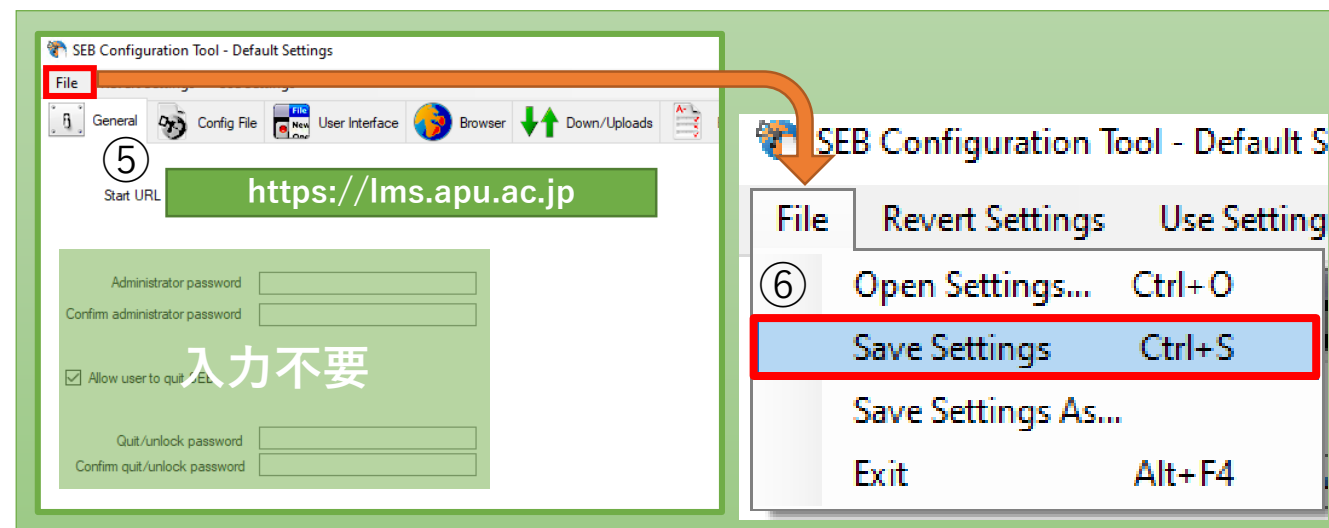 SEB Configuration Tool - Default Settings
File
General Config File User Interface Browser Down/Uploads
⑤
Start URL https://lms.apu.ac.jp
Administrator password
Confirm administrator password
入力不要
Allow user to quit SEB
Quit/unlock password
Confirm quit/unlock password
SEB Configuration Tool - Default S
File Revert Settings Use Setting
⑥
Open Settings... Ctrl+O
Save Settings Ctrl+S
Save Settings As...
Exit Alt+F4